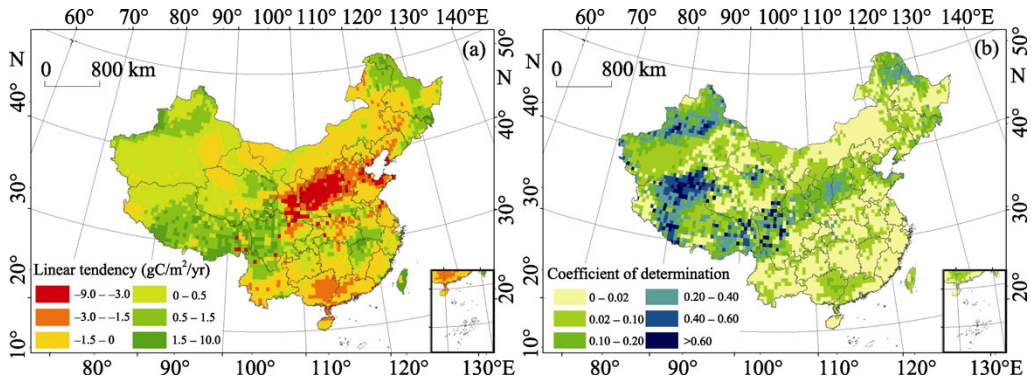 60° 70° 80° 90° 100° 110° 120° 130° 140°E
(a)
50°
N
N
0 800 km
40°
40°
30°
30°
20°
20°
10°
N
Linear tendency (gC/m²/yr)
−9.0 – −3.0 0 – 0.5
−3.0 – −1.5 0.5 – 1.5
−1.5 – 0 1.5 – 10.0
80° 90° 100° 110° 120° 130°E
60° 70° 80° 90° 100° 110° 120° 130° 140°E
(b)
50°
N
N
0 800 km
40°
40°
30°
30°
20°
20°
10°
N
Coefficient of determination
0 – 0.02 0.20 – 0.40
0.02 – 0.10 0.40 – 0.60
0.10 – 0.20 >0.60
80° 90° 100° 110° 120° 130°E